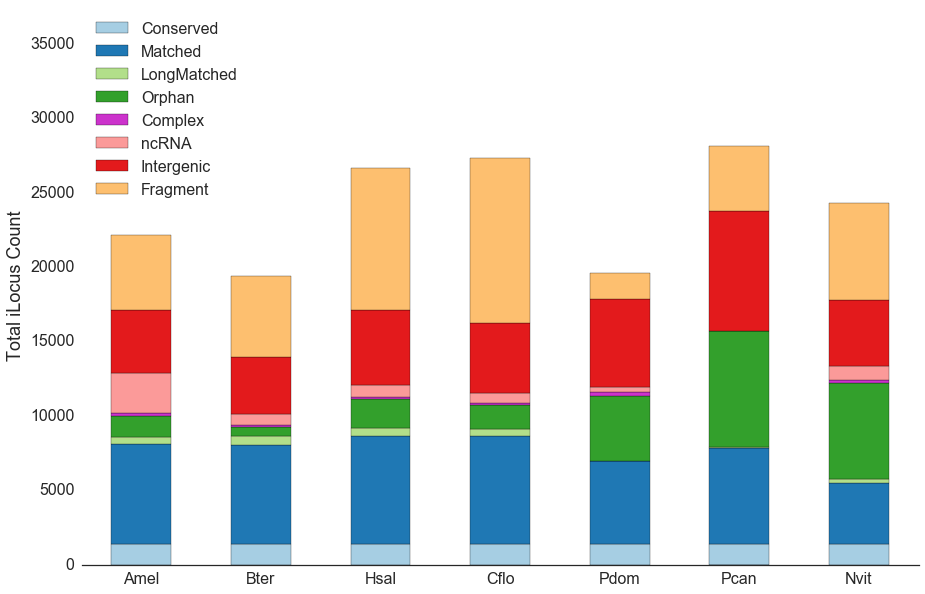 Total iLocus Count
35000
30000
25000
20000
15000
10000
5000
0
Conserved
Matched
LongMatched
Orphan
Complex
ncRNA
Intergenic
Fragment
Amel Bter Hsal Cflo Pdom Pcan Nvit